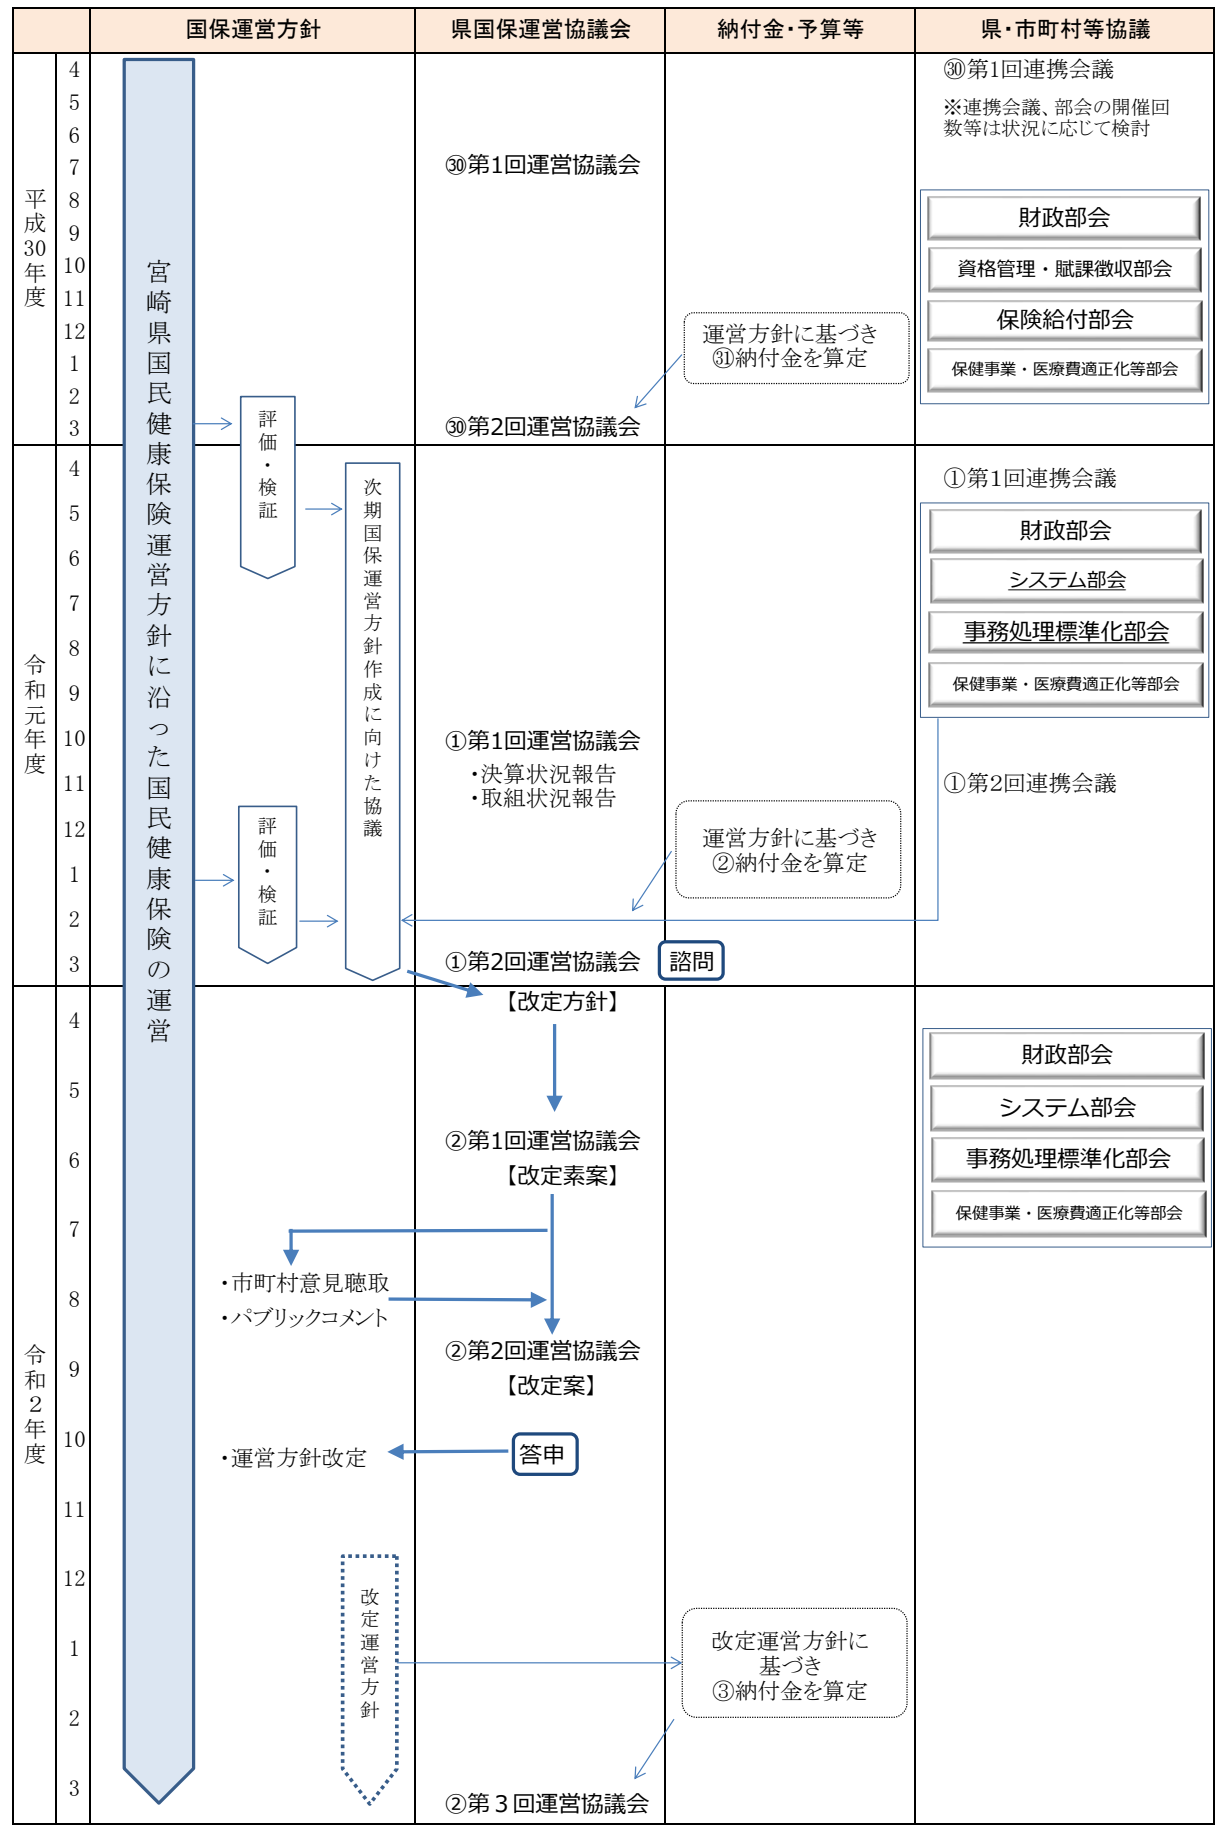 国保運営方針
県国保運営協議会
納付金・予算等
県・市町村等協議
平成30年度
4
5
6
7
8
9
10
11
12
1
2
3
宮崎県国民健康保険運営方針に沿った国民健康保険の運営
評価・検証
㉚第1回運営協議会
㉚第2回運営協議会
運営方針に基づき
㉛納付金を算定
㉚第1回連携会議
※連携会議、部会の開催回
数等は状況に応じて検討
財政部会
資格管理・賦課徴収部会
保険給付部会
保健事業・医療費適正化等部会
令和元年度
4
5
6
7
8
9
10
11
12
1
2
3
次期国保運営方針作成に向けた協議
評価・検証
①第1回運営協議会
・決算状況報告
・取組状況報告
①第2回運営協議会
諮問
運営方針に基づき
②納付金を算定
①第1回連携会議
財政部会
システム部会
事務処理標準化部会
保健事業・医療費適正化等部会
①第2回連携会議
令和２年度
4
5
6
7
8
9
10
11
12
1
2
3
【改定方針】
②第1回運営協議会
【改定素案】
・市町村意見聴取
・パブリックコメント
②第2回運営協議会
【改定案】
答申
・運営方針改定
改定運営方針
改定運営方針に
基づき
③納付金を算定
②第３回運営協議会
財政部会
システム部会
事務処理標準化部会
保健事業・医療費適正化等部会